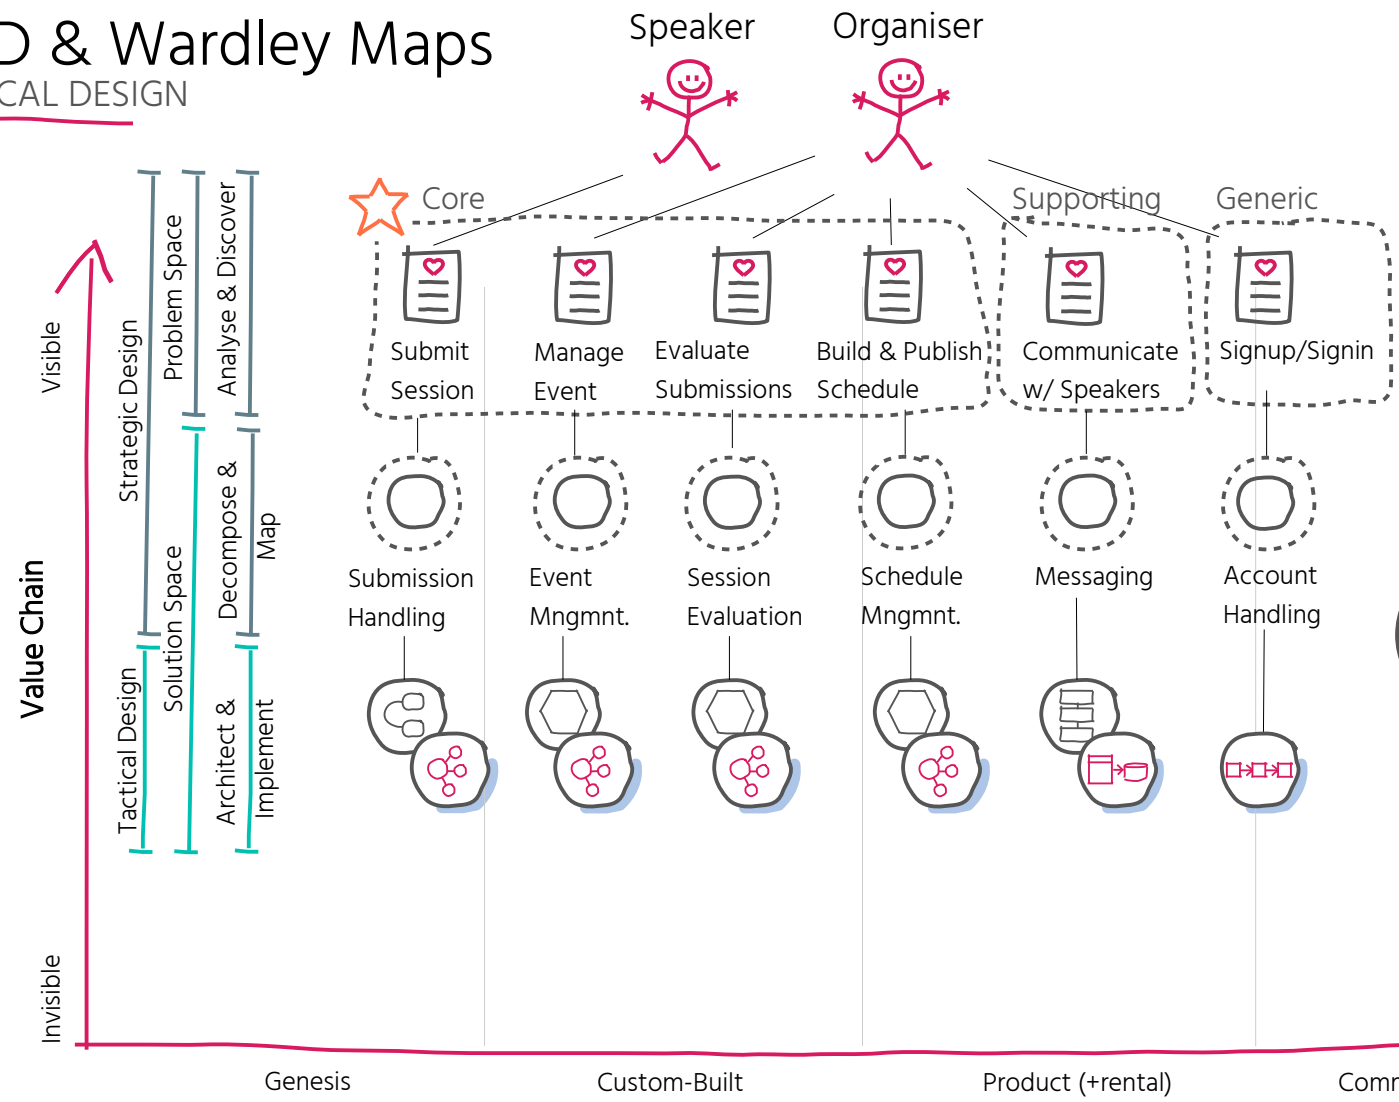 D & Wardley Maps
CAL DESIGN
Speaker
Organiser
Core
Supporting
Generic
Submit
Session
Manage
Event
Evaluate
Submissions
Build & Publish
Schedule
Communicate
w/ Speakers
Signup/Signin
Submission
Handling
Event
Mngmnt.
Session
Evaluation
Schedule
Mngmnt.
Messaging
Account
Handling
Value Chain
Visible
Invisible
Strategic Design
Tactical Design
Problem Space
Solution Space
Analyse & Discover
Decompose &
Map
Architect &
Implement
Genesis
Custom-Built
Product (+rental)
Comm